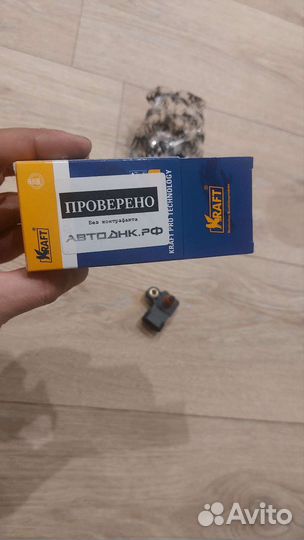 KRAFT
ПРОВЕРЕНО
Без контрафакта
АВТОДНК.РФ
KRAFT PRO TECHNOLOGY
KRAFT
Avito